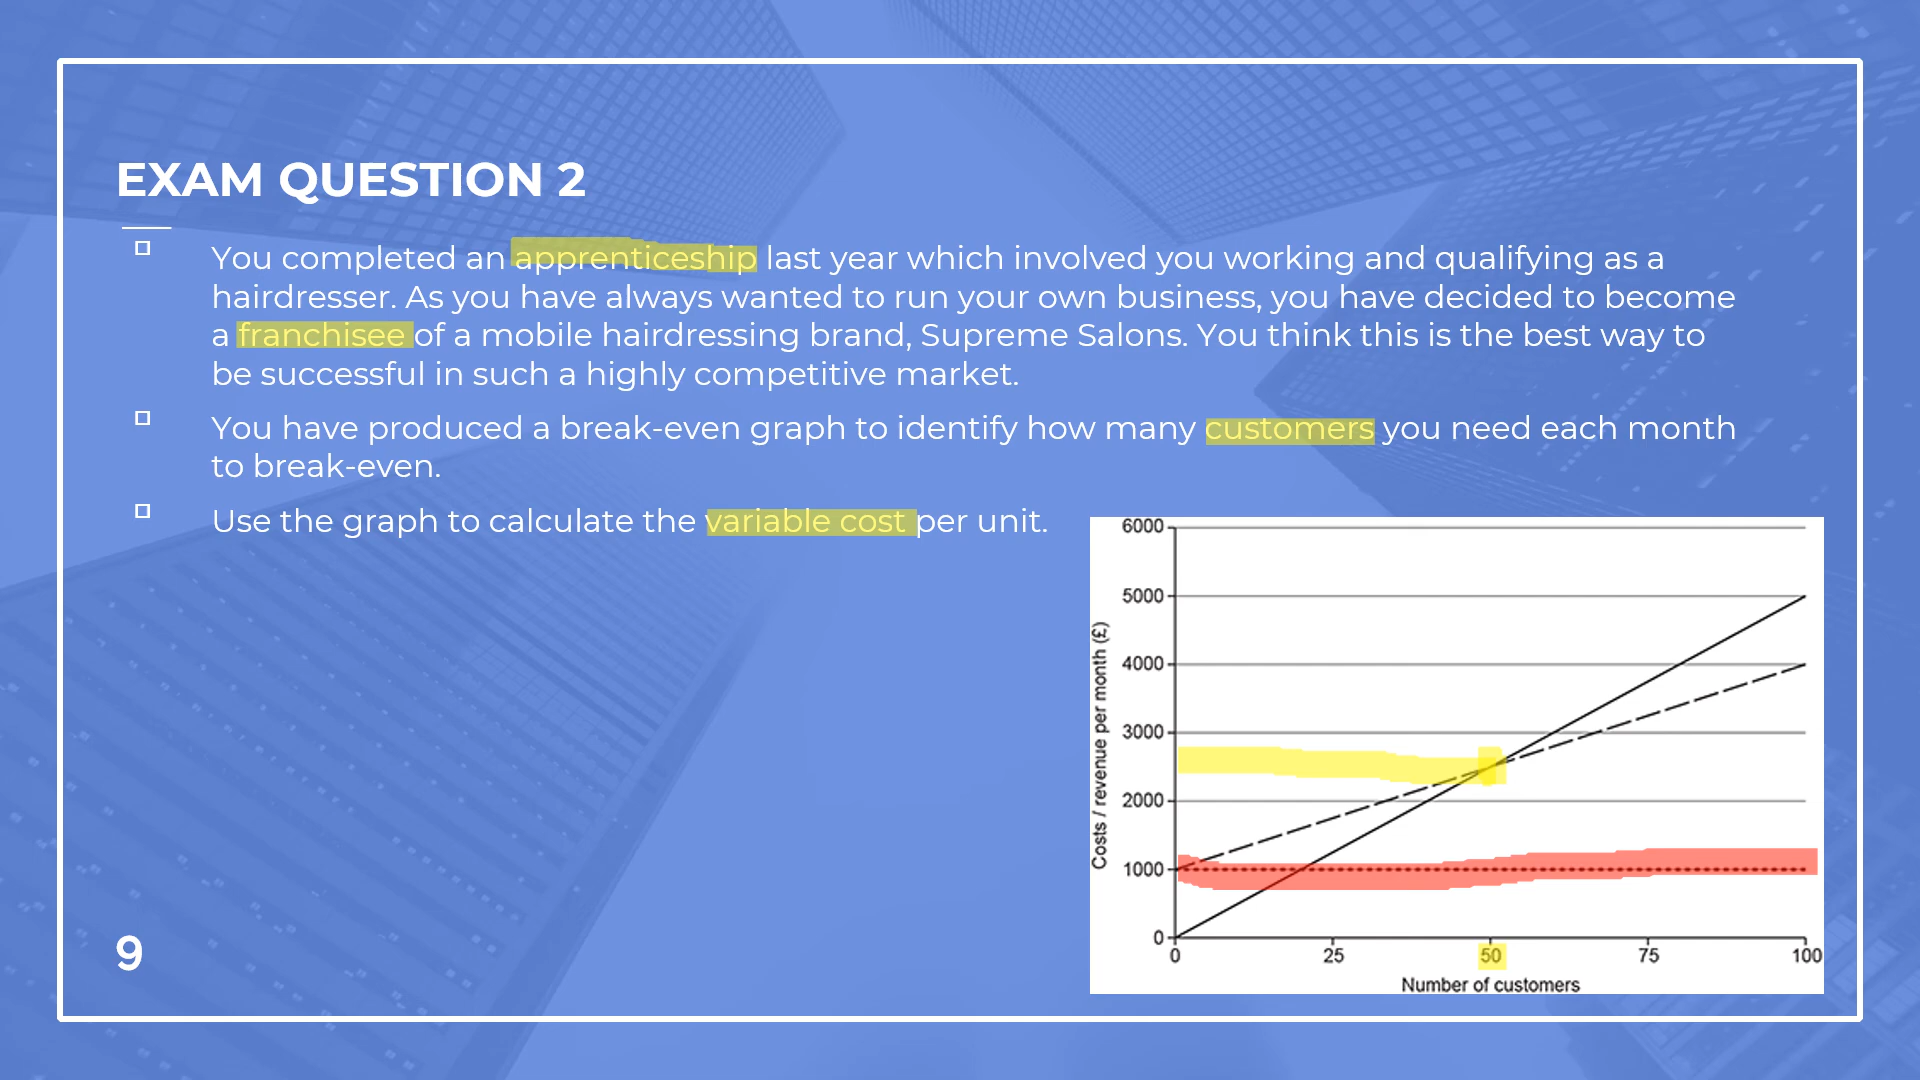 EXAM QUESTION 2
You completed an apprenticeship last year which involved you working and qualifying as a
hairdresser. As you have always wanted to run your own business, you have decided to become
a franchisee of a mobile hairdressing brand, Supreme Salons. You think this is the best way to
be successful in such a highly competitive market.
You have produced a break-even graph to identify how many customers you need each month
to break-even.
Use the graph to calculate the variable cost per unit.
6000
5000
4000
3000
2000
1000
0
Costs / revenue per month (£)
0 25 50 75 100
Number of customers
9